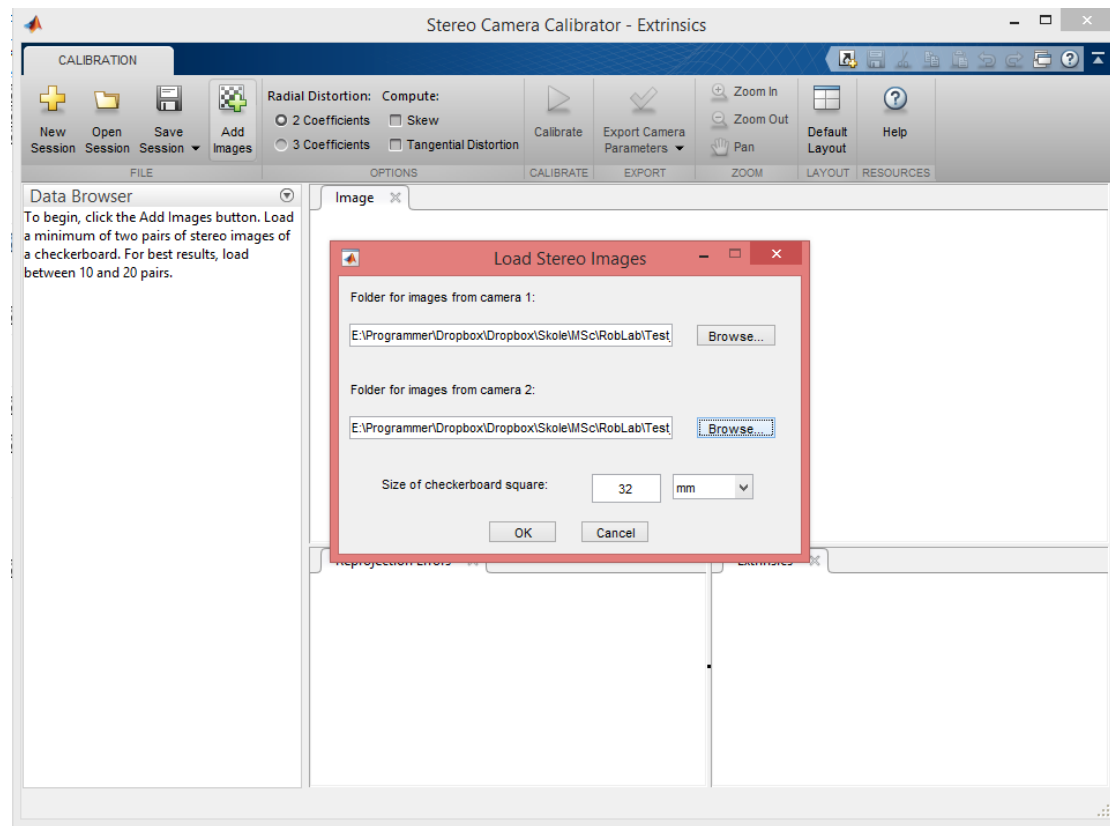 Stereo Camera Calibrator - Extrinsics
CALIBRATION
Radial Distortion: Compute:
2 Coefficients Skew
3 Coefficients Tangential Distortion
New Session
Open Session
Save Session
Add Images
Calibrate
Export Camera Parameters
Zoom In
Zoom Out
Pan
Default Layout
Help
FILE OPTIONS CALIBRATE EXPORT ZOOM LAYOUT RESOURCES
Data Browser
To begin, click the Add Images button. Load
a minimum of two pairs of stereo images of
a checkerboard. For best results, load
between 10 and 20 pairs.
Image
Load Stereo Images
Folder for images from camera 1:
E:\Programmer\Dropbox\Dropbox\Skole\MSc\RobLab\Test_ Browse...
Folder for images from camera 2:
E:\Programmer\Dropbox\Dropbox\Skole\MSc\RobLab\Test_ Browse...
Size of checkerboard square: 32 mm
OK Cancel
Reprojection Errors
Extrinsics